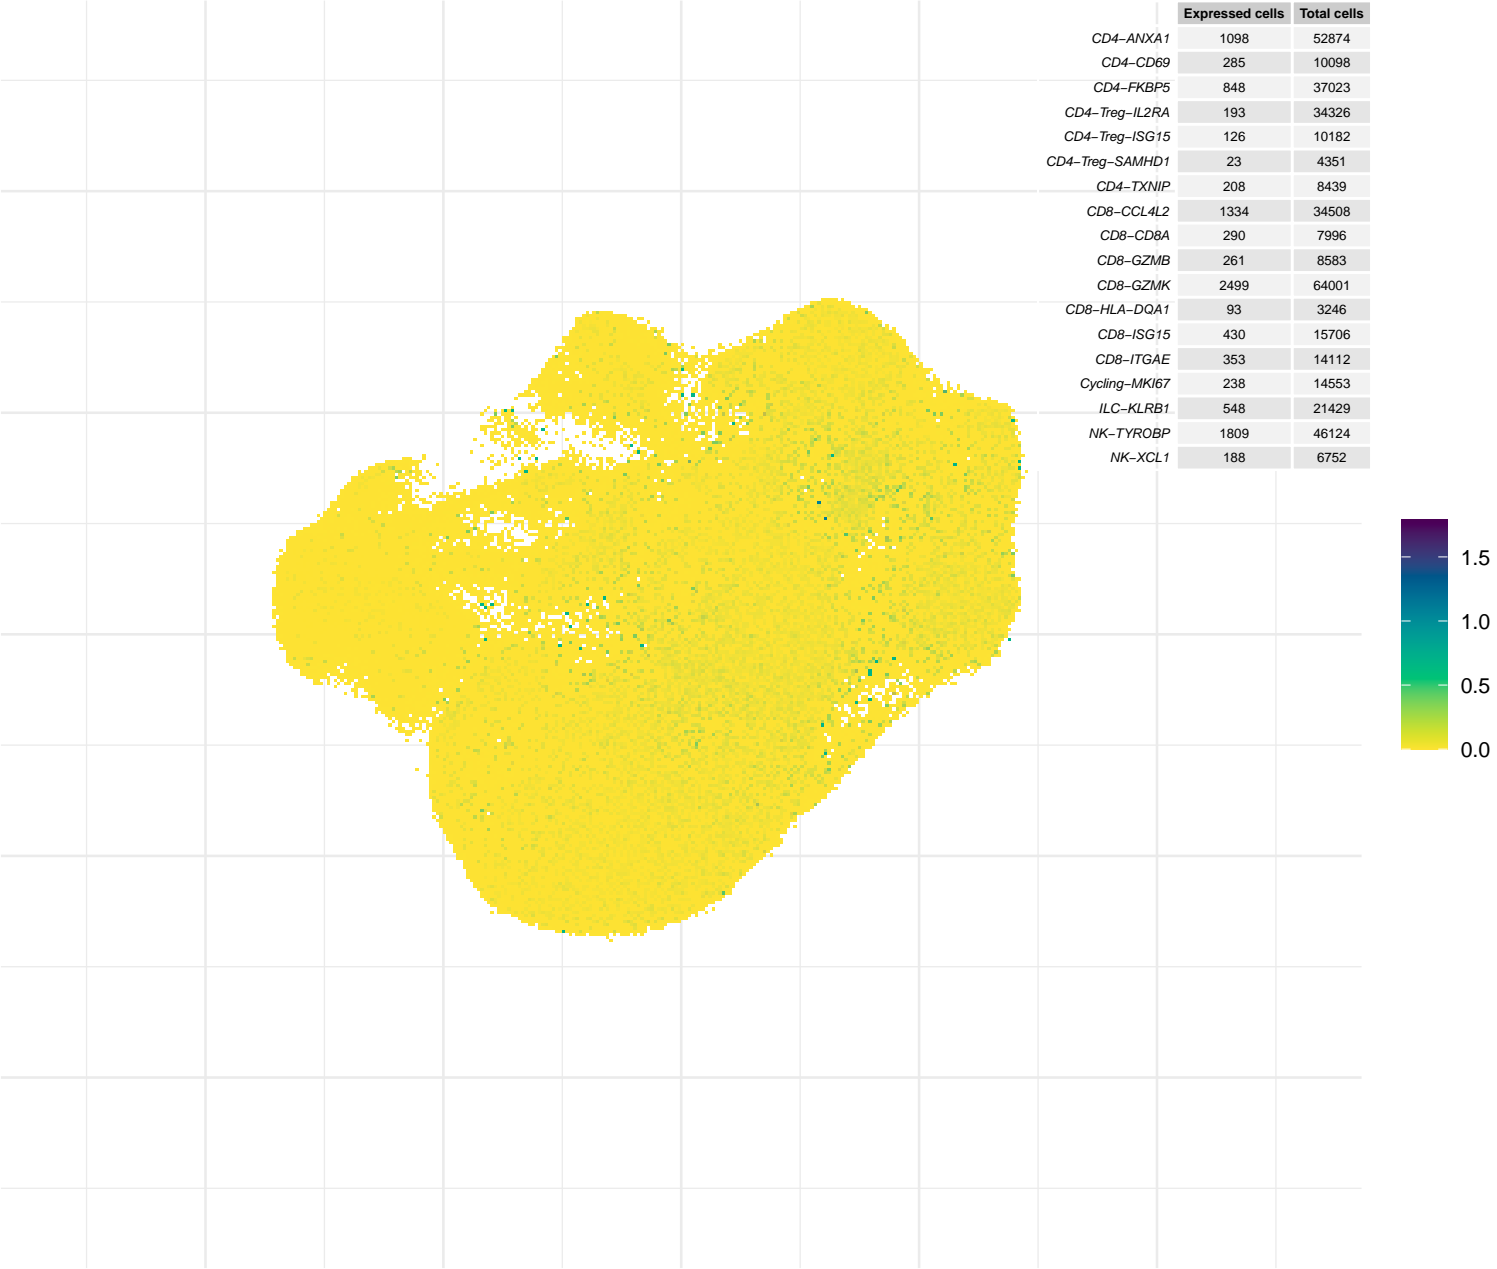 Expressed cells Total cells
CD4−ANXA1 1098 52874
CD4−CD69 285 10098
CD4−FKBP5 848 37023
CD4−Treg−IL2RA 193 34326
CD4−Treg−ISG15 126 10182
CD4−Treg−SAMHD1 23 4351
CD4−TXNIP 208 8439
CD8−CCL4L2 1334 34508
CD8−CD8A 290 7996
CD8−GZMB 261 8583
CD8−GZMK 2499 64001
CD8−HLA−DQA1 93 3246
CD8−ISG15 430 15706
CD8−ITGAE 353 14112
Cycling−MKI67 238 14553
ILC−KLRB1 548 21429
NK−TYROBP 1809 46124
NK−XCL1 188 6752
1.5
1.0
0.5
0.0